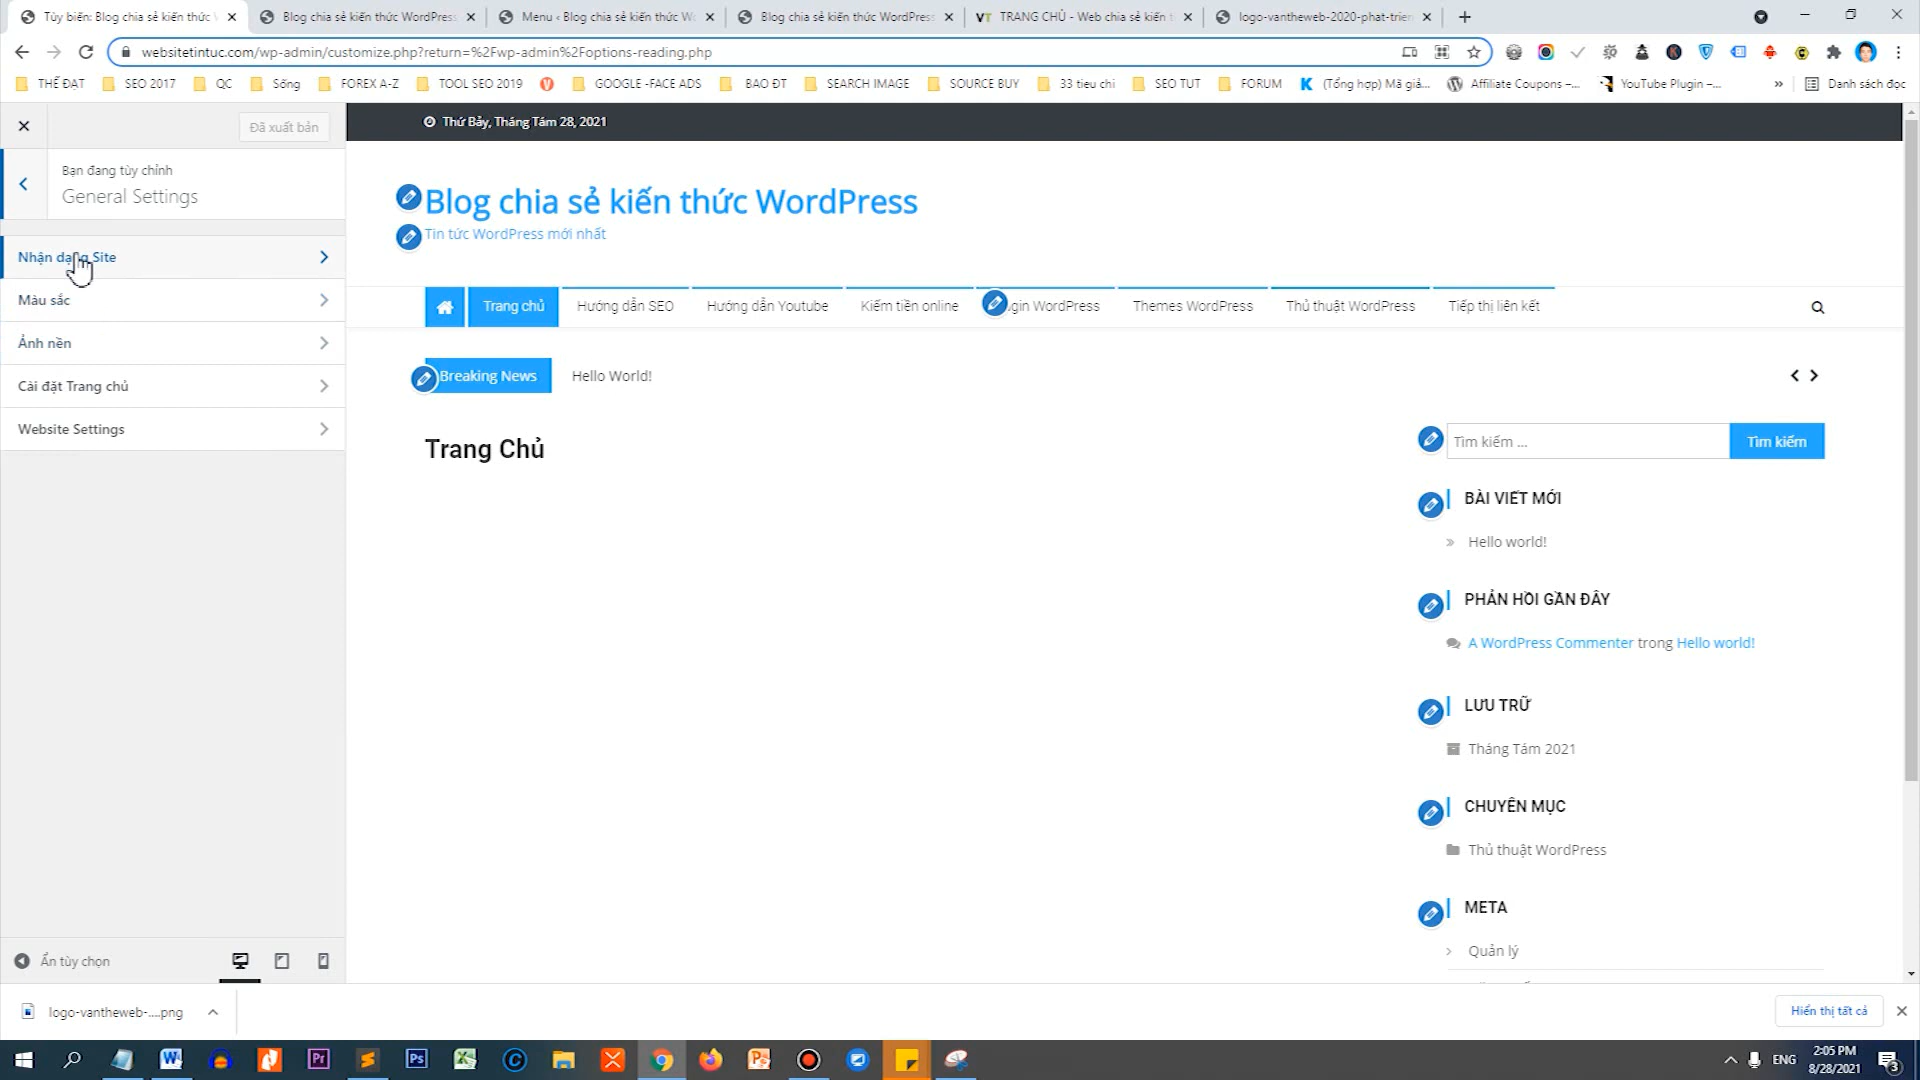 Tùy biến: Blog chia sẻ kiến thức
Blog chia sẻ kiến thức WordPress
Menu ‹ Blog chia sẻ kiến thức W
Blog chia sẻ kiến thức WordPress
VT TRANG CHỦ - Web chia sẻ kiến
logo-vantheweb-2020-phat-trien
websitetintuc.com/wp-admin/customize.php?return=%2Fwp-admin%2Foptions-reading.php
THẾ ĐẠT
SEO 2017
QC
Sống
FOREX A-Z
TOOL SEO 2019
GOOGLE -FACE ADS
BAO ĐT
SEARCH IMAGE
SOURCE BUY
33 tieu chi
SEO TUT
FORUM
(Tổng hợp) Mã giả...
Affiliate Coupons –...
YouTube Plugin –...
»
Danh sách đọc
Đã xuất bản
Bạn đang tùy chỉnh
General Settings
Nhận dạng Site
Màu sắc
Ảnh nền
Cài đặt Trang chủ
Website Settings
Ẩn tùy chọn
Thứ Bảy, Tháng Tám 28, 2021
Blog chia sẻ kiến thức WordPress
Tin tức WordPress mới nhất
Trang chủ
Hướng dẫn SEO
Hướng dẫn Youtube
Kiếm tiền online
gin WordPress
Themes WordPress
Thủ thuật WordPress
Tiếp thị liên kết
Breaking News
Hello World!
Trang Chủ
Tìm kiếm ...
Tìm kiếm
BÀI VIẾT MỚI
Hello world!
PHẢN HỒI GẦN ĐÂY
A WordPress Commenter trong Hello world!
LƯU TRỮ
Tháng Tám 2021
CHUYÊN MỤC
Thủ thuật WordPress
META
Quản lý
logo-vantheweb-....png
Hiển thị tất cả
ENG
2:05 PM
8/28/2021
3